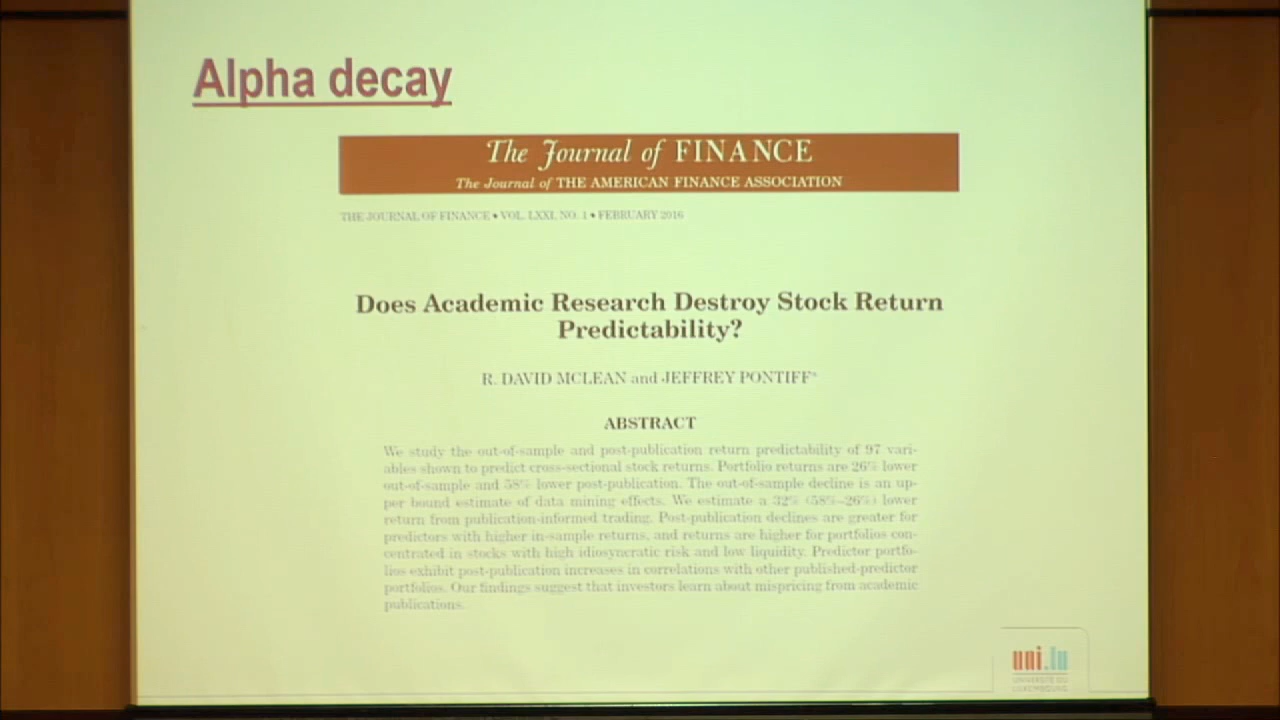 Alpha decay
The Journal of FINANCE
The Journal of THE AMERICAN FINANCE ASSOCIATION
THE JOURNAL OF FINANCE • VOL. LXXI, NO. 1 • FEBRUARY 2016
Does Academic Research Destroy Stock Return
Predictability?
R. DAVID MCLEAN and JEFFREY PONTIFF*
ABSTRACT
We study the out-of-sample and post-publication return predictability of 97 vari-
ables shown to predict cross-sectional stock returns. Portfolio returns are 26% lower
out-of-sample and 58% lower post-publication. The out-of-sample decline is an up-
per bound estimate of data mining effects. We estimate a 32% (58%–26%) lower
return from publication-informed trading. Post-publication declines are greater for
predictors with higher in-sample returns, and returns are higher for portfolios con-
centrated in stocks with high idiosyncratic risk and low liquidity. Predictor portfo-
lios exhibit post-publication increases in correlations with other published-predictor
portfolios. Our findings suggest that investors learn about mispricing from academic
publications.
uni.lu
UNIVERSITÉ DU
LUXEMBOURG